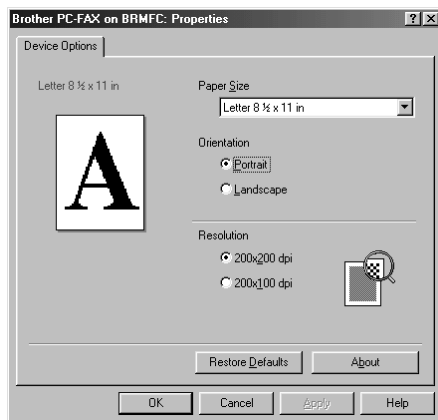 Brother PC-FAX on BRMFC: Properties
Device Options
Letter 8 ½ x 11 in
A
Paper Size
Letter 8 ½ x 11 in
Orientation
Portrait
Landscape
Resolution
200x200 dpi
200x100 dpi
Restore Defaults
About
OK
Cancel
Apply
Help